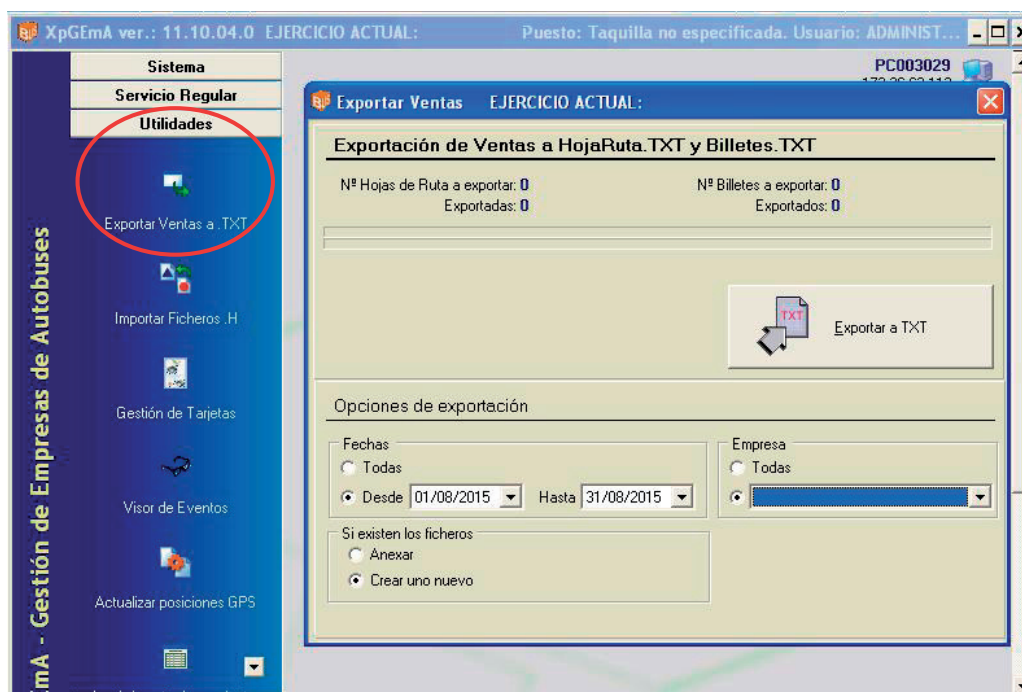 XpGEmA ver.: 11.10.04.0 EJERCICIO ACTUAL: Puesto: Taquilla no especificada. Usuario: ADMINIST...
Sistema
Servicio Regular
Utilidades
Exportar Ventas a .TXT
Importar Ficheros .H
Gestión de Tarjetas
Visor de Eventos
Actualizar posiciones GPS
EmA - Gestión de Empresas de Autobuses
PC003029
Exportar Ventas EJERCICIO ACTUAL:
Exportación de Ventas a HojaRuta.TXT y Billetes.TXT
Nº Hojas de Ruta a exportar: 0 Nº Billetes a exportar: 0
Exportadas: 0 Exportados: 0
TXT
Exportar a TXT
Opciones de exportación
Fechas
Todas
Desde 01/08/2015 Hasta 31/08/2015
Empresa
Todas
Si existen los ficheros
Anexar
Crear uno nuevo